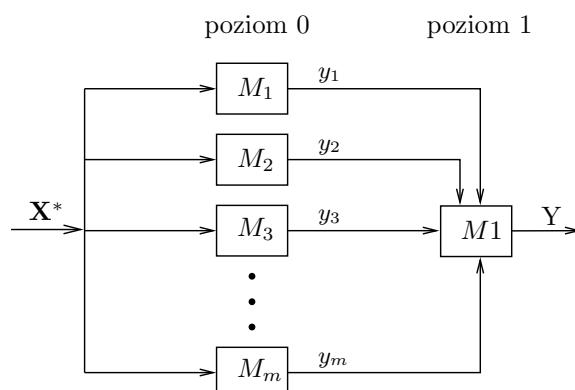 poziom 0 poziom 1
M₁ y₁
M₂ y₂
X* M₃ y₃ M1 Y
Mₘ yₘ